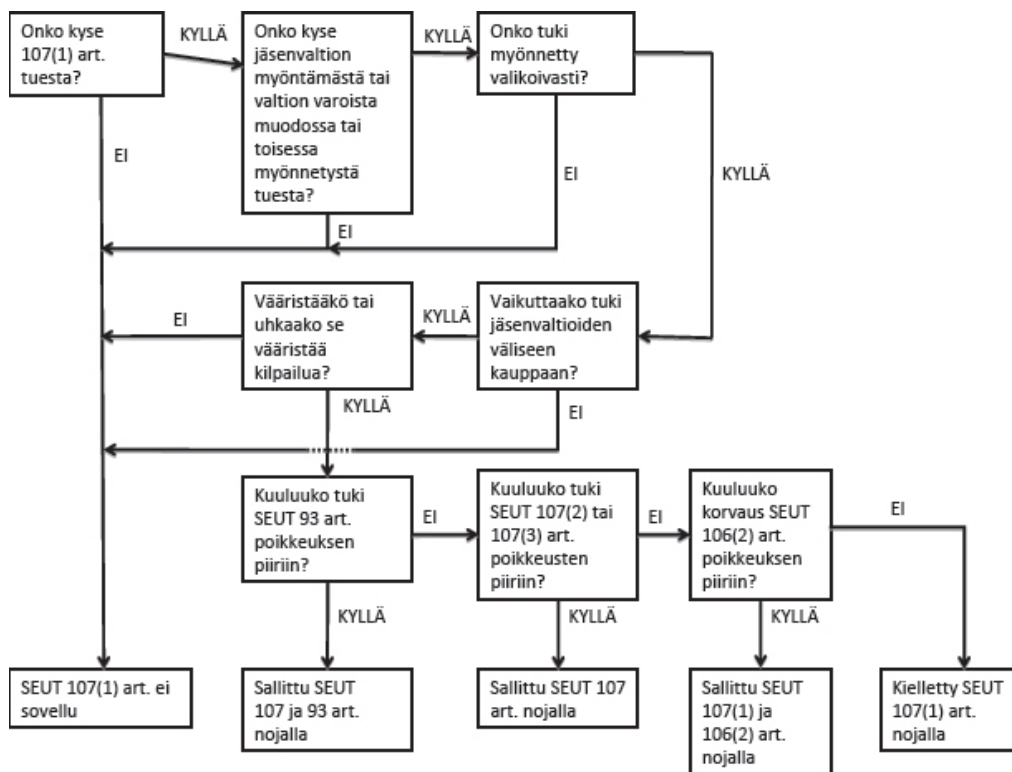 Onko kyse
107(1) art.
tuesta?
KYLLÄ
Onko kyse
jäsenvaltion
myöntämästä tai
valtion varoista
muodossa tai
toisessa
myönnetystä
tuesta?
KYLLÄ
Onko tuki
myönnetty
valikoivasti?
KYLLÄ
EI
EI
EI
Vääristääkö tai
uhkaako se
vääristää
kilpailua?
KYLLÄ
Vaikuttaako tuki
jäsenvaltioiden
väliseen
kauppaan?
EI
KYLLÄ
EI
Kuuluuko tuki
SEUT 93 art.
poikkeuksen
piiriin?
EI
Kuuluuko tuki
SEUT 107(2) tai
107(3) art.
poikkeusten
piiriin?
EI
Kuuluuko
korvaus SEUT
106(2) art.
poikkeuksen
piiriin?
EI
KYLLÄ
KYLLÄ
KYLLÄ
SEUT 107(1) art. ei
sovellu
Sallittu SEUT
107 ja 93 art.
nojalla
Sallittu SEUT 107
art. nojalla
Sallittu SEUT
107(1) ja
106(2) art.
nojalla
Kielletty SEUT
107(1) art.
nojalla